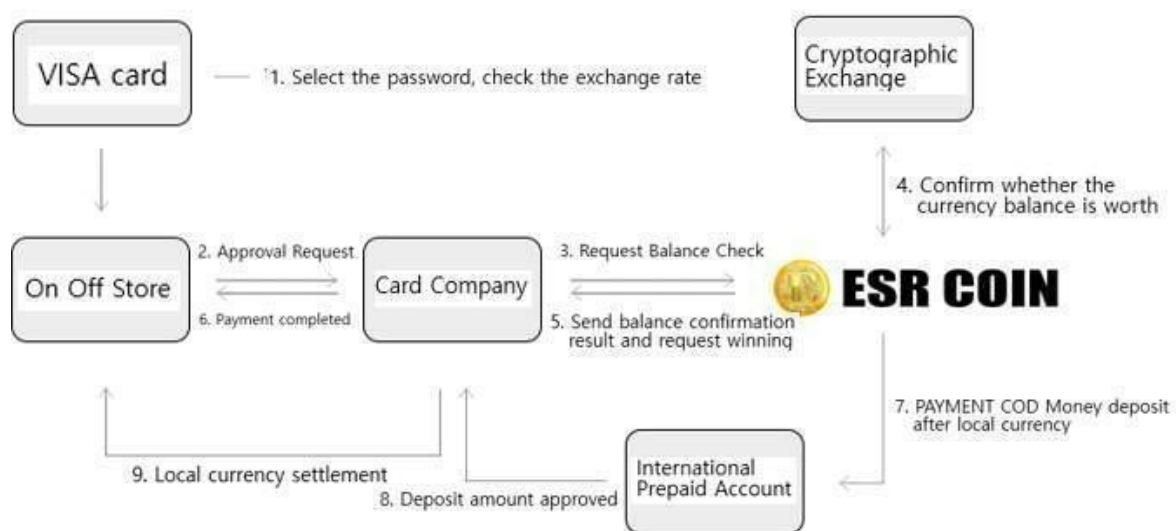 VISA card
1. Select the password, check the exchange rate
Cryptographic
Exchange
4. Confirm whether the
currency balance is worth
On Off Store
2. Approval Request
6. Payment completed
Card Company
3. Request Balance Check
5. Send balance confirmation
result and request winning
ESR COIN
7. PAYMENT COD Money deposit
after local currency
9. Local currency settlement
8. Deposit amount approved
International
Prepaid Account